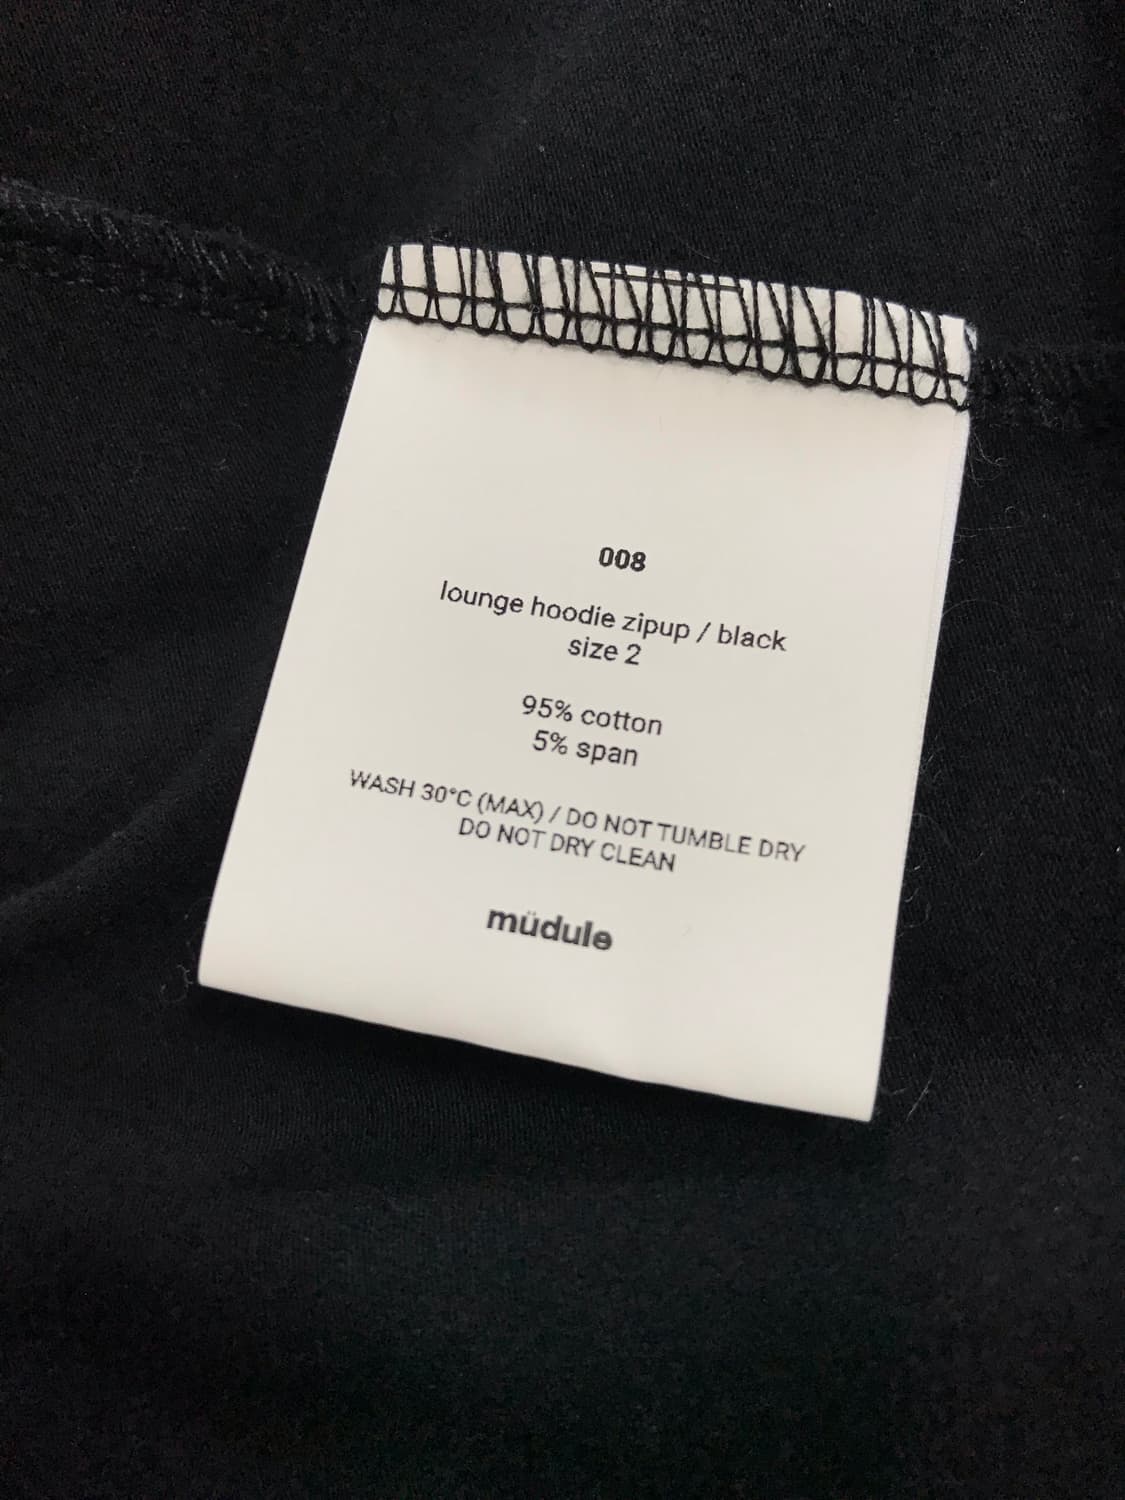 008
lounge hoodie zipup / black
size 2
95% cotton
5% span
WASH 30°C (MAX) / DO NOT TUMBLE DRY
DO NOT DRY CLEAN
müdule